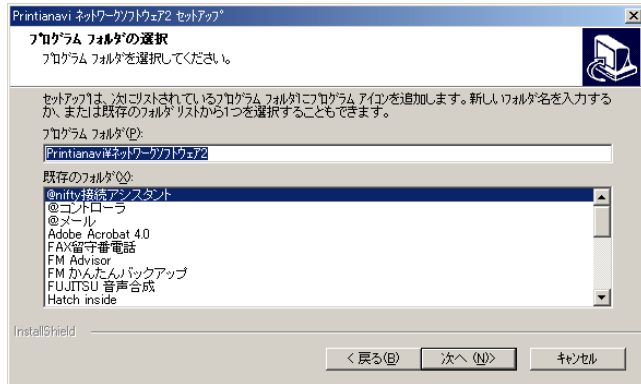 Printianavi ﾈｯﾄﾜｰｸｿﾌﾄｳｪｱ2 ｾｯﾄｱｯﾌﾟ
ﾌﾟﾛｸﾞﾗﾑ ﾌｫﾙﾀﾞの選択
ﾌﾟﾛｸﾞﾗﾑ ﾌｫﾙﾀﾞを選択してください。
ｾｯﾄｱｯﾌﾟは、次にリストされているﾌﾟﾛｸﾞﾗﾑ ﾌｫﾙﾀﾞにﾌﾟﾛｸﾞﾗﾑ ｱｲｺﾝを追加します。新しいﾌｫﾙﾀﾞ名を入力する
か、または既存のﾌｫﾙﾀﾞ ﾘｽﾄから1つを選択することもできます。
ﾌﾟﾛｸﾞﾗﾑ ﾌｫﾙﾀﾞ(P):
Printianavi¥ﾈｯﾄﾜｰｸｿﾌﾄｳｪｱ2
既存のﾌｫﾙﾀﾞ(X):
@nifty接続アシスタント
@コントローラ
@メール
Adobe Acrobat 4.0
FAX留守番電話
FM Advisor
FM かんたんバックアップ
FUJITSU 音声合成
Hatch inside
InstallShield
< 戻る(B)
次へ (N)>
ｷｬﾝｾﾙ